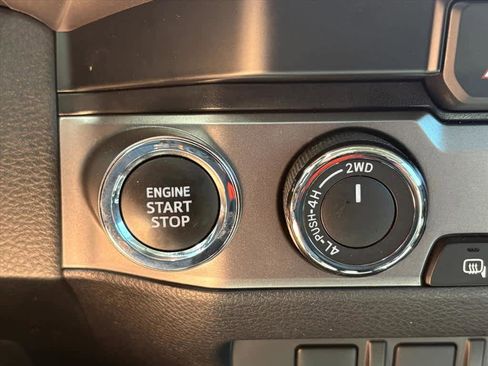 ENGINE
START
STOP
2WD
4L-PUSH-4H